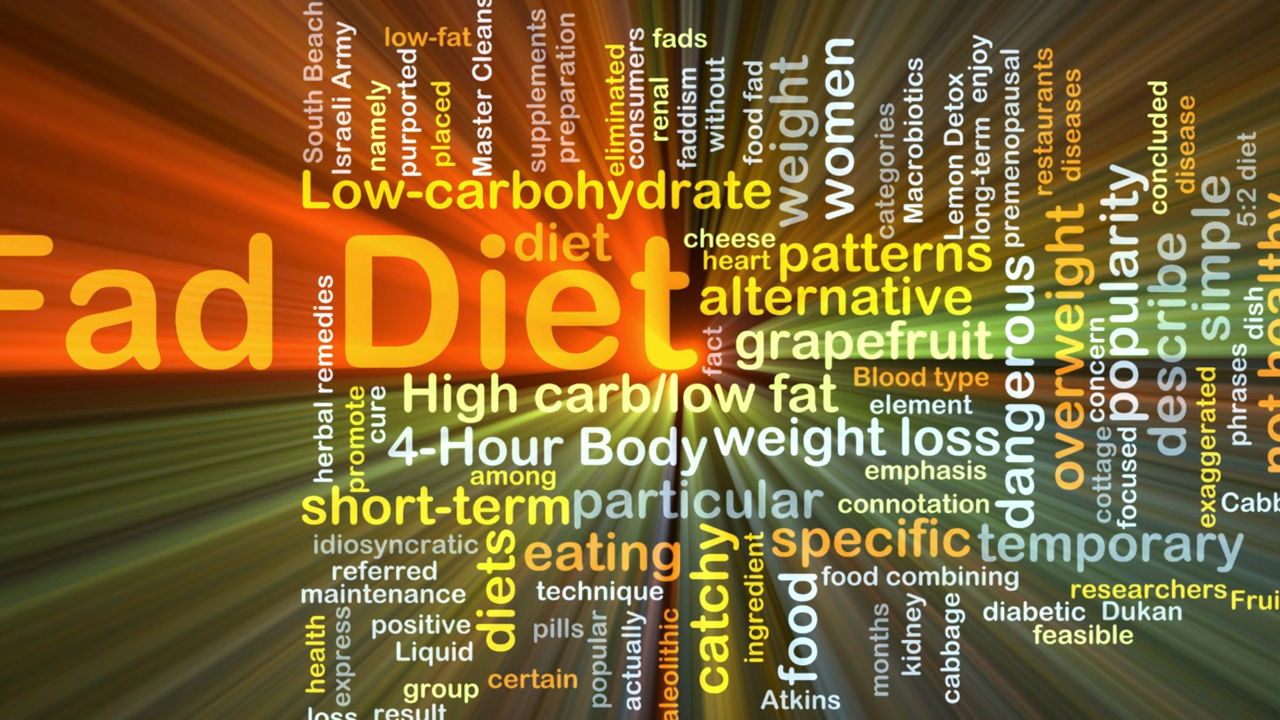 South Beach
Israeli Army
low-fat
namely
purported
placed
Master Cleans
supplements
preparation
eliminated
consumers
fads
renal
faddism
without
food fad
weight
women
categories
Macrobiotics
Lemon Detox
long-term
enjoy
premenopausal
restaurants
diseases
concluded
disease
5:2 diet
Low-carbohydrate
Fad Diet
diet
cheese
heart
patterns
alternative
fact
grapefruit
Blood type
element
High carb/low fat
4-Hour Body
weight loss
herbal remedies
promote
cure
among
emphasis
connotation
short-term
particular
dangerous
overweight
concern
cottage
popularity
focused
describe
simple
exaggerated
phrases
dish
not healthy
Cabb
idiosyncratic
referred
maintenance
diets
eating
technique
catchy
ingredient
specific
temporary
food combining
food
researchers
Frui
diabetic
Dukan
feasible
health
express
positive
Liquid
group
certain
pills
popular
actually
aleolithic
months
kidney
cabbage
Atkins
loss
result